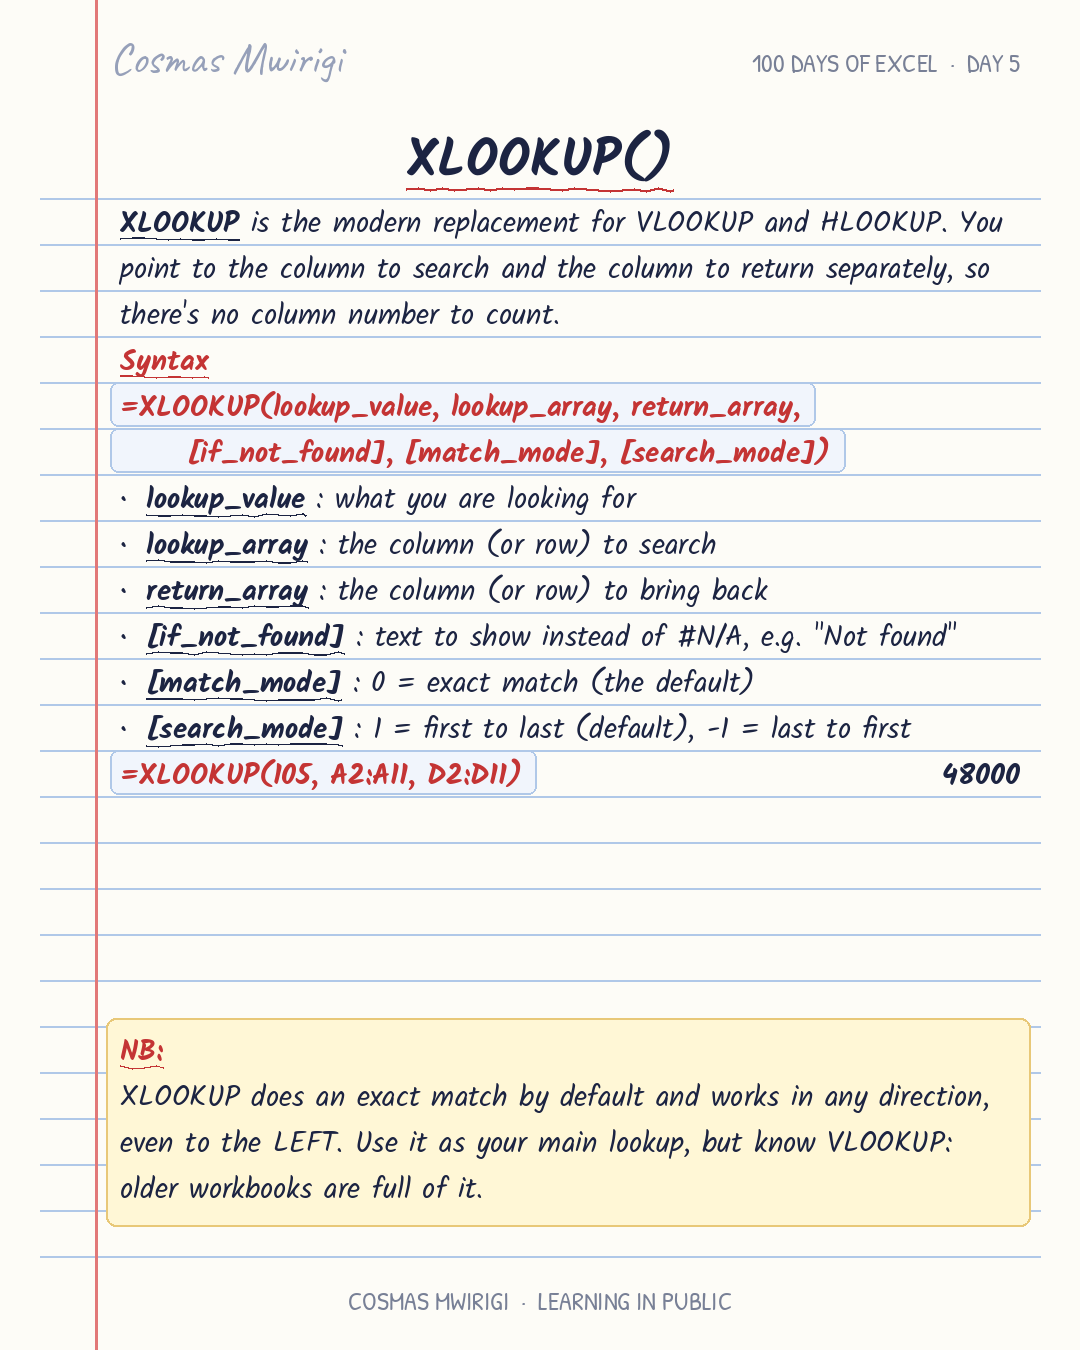 Cosmas Mwirigi
100 DAYS OF EXCEL · DAY 5
XLOOKUP()
XLOOKUP is the modern replacement for VLOOKUP and HLOOKUP. You
point to the column to search and the column to return separately, so
there's no column number to count.
Syntax
=XLOOKUP(lookup_value, lookup_array, return_array,
[if_not_found], [match_mode], [search_mode])
· lookup_value : what you are looking for
· lookup_array : the column (or row) to search
· return_array : the column (or row) to bring back
· [if_not_found] : text to show instead of #N/A, e.g. "Not found"
· [match_mode] : 0 = exact match (the default)
· [search_mode] : 1 = first to last (default), -1 = last to first
=XLOOKUP(105, A2:A11, D2:D11) 48000
NB:
XLOOKUP does an exact match by default and works in any direction,
even to the LEFT. Use it as your main lookup, but know VLOOKUP:
older workbooks are full of it.
COSMAS MWIRIGI · LEARNING IN PUBLIC